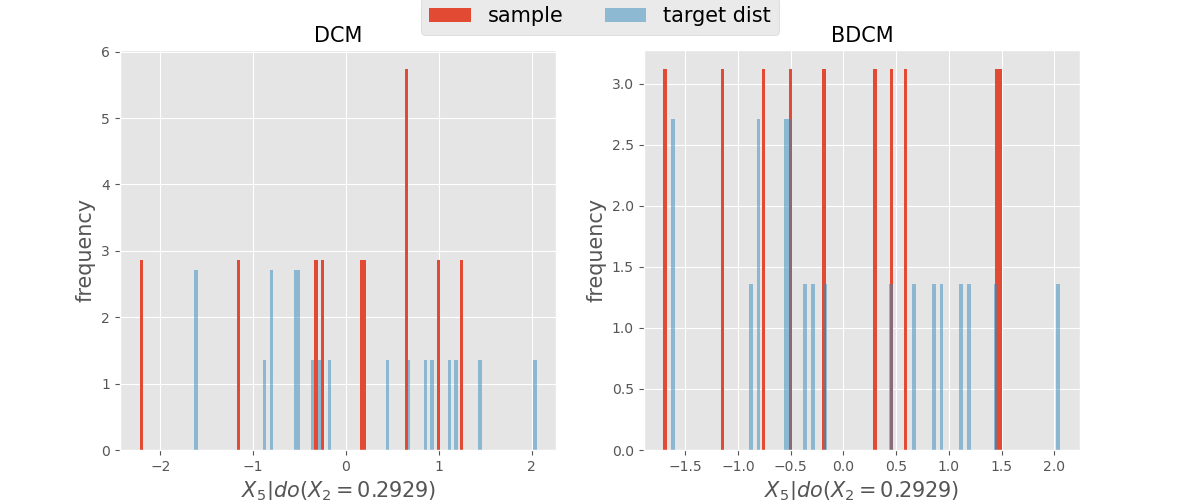 sample target dist
DCM
BDCM
6
5
4
3
2
1
0
frequency
−2 −1 0 1 2
X₅|do(X₂ = 0.2929)
3.0
2.5
2.0
1.5
1.0
0.5
0.0
frequency
−1.5 −1.0 −0.5 0.0 0.5 1.0 1.5 2.0
X₅|do(X₂ = 0.2929)